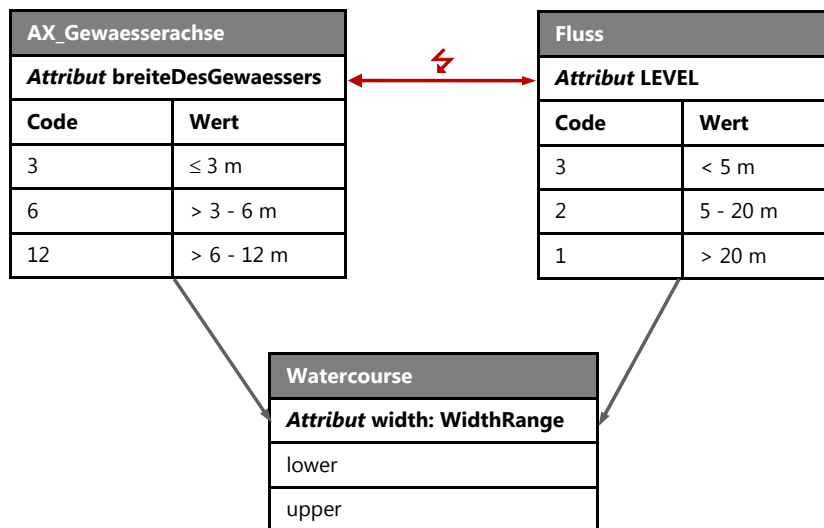 AX_Gewaesserachse
Attribut breiteDesGewaessers
Code Wert
3 ≤ 3 m
6 > 3 - 6 m
12 > 6 - 12 m
Fluss
Attribut LEVEL
Code Wert
3 < 5 m
2 5 - 20 m
1 > 20 m
Watercourse
Attribut width: WidthRange
lower
upper